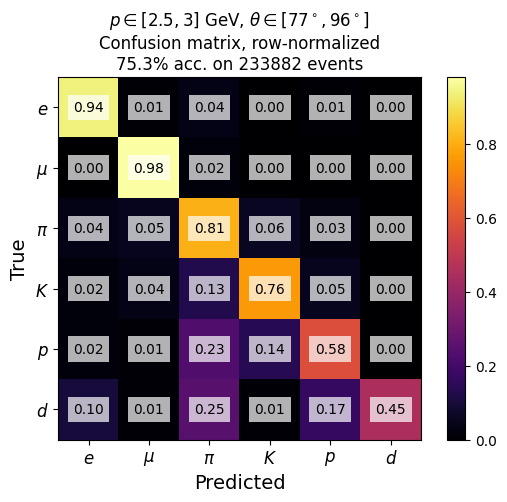 p ∈ [2.5, 3] GeV, θ ∈ [77°, 96°]
Confusion matrix, row-normalized
75.3% acc. on 233882 events
e 0.94 0.01 0.04 0.00 0.01 0.00
μ 0.00 0.98 0.02 0.00 0.00 0.00
π 0.04 0.05 0.81 0.06 0.03 0.00
K 0.02 0.04 0.13 0.76 0.05 0.00
p 0.02 0.01 0.23 0.14 0.58 0.00
d 0.10 0.01 0.25 0.01 0.17 0.45
e μ π K p d
Predicted
True
0.8
0.6
0.4
0.2
0.0